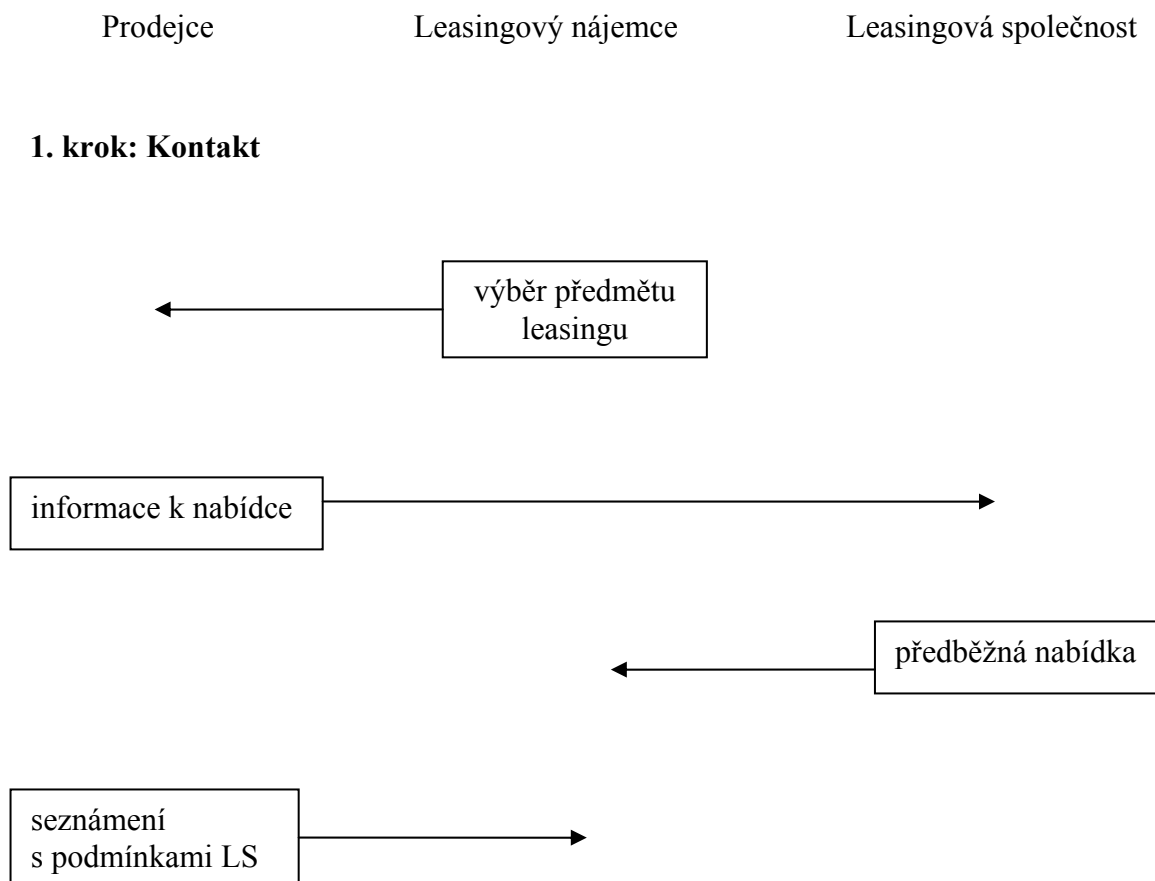 Prodejce Leasingový nájemce Leasingová společnost
1. krok: Kontakt
výběr předmětu
leasingu
informace k nabídce
předběžná nabídka
seznámení
s podmínkami LS